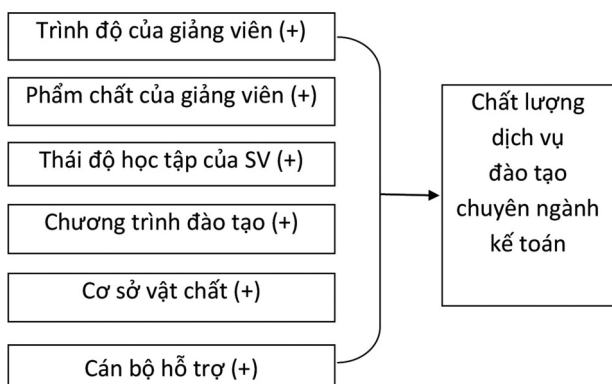 Trình độ của giảng viên (+)
Phẩm chất của giảng viên (+)
Thái độ học tập của SV (+)
Chương trình đào tạo (+)
Cơ sở vật chất (+)
Cán bộ hỗ trợ (+)
Chất lượng
dịch vụ
đào tạo
chuyên ngành
kế toán